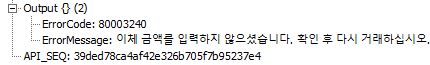 Output {} (2)
ErrorCode: 80003240
ErrorMessage: 이체 금액를 입력하지 않으셨습니다. 확인 후 다시 거래하십시오.
API_SEQ: 39ded78ca4af42e326b705f7b95237e4